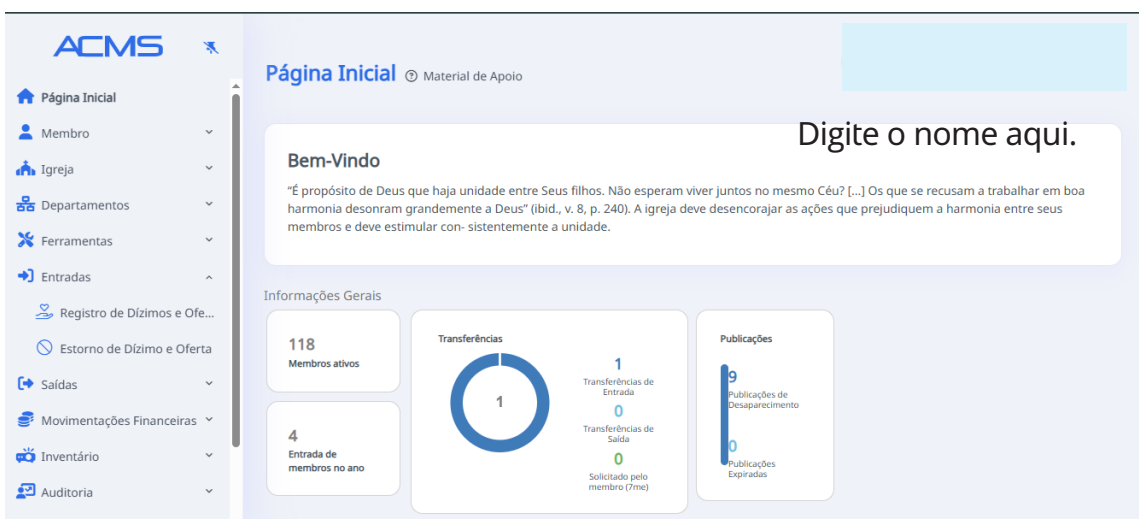 ACMS
Página Inicial
Membro
Igreja
Departamentos
Ferramentas
Entradas
Registro de Dízimos e Ofe...
Estorno de Dízimo e Oferta
Saídas
Movimentações Financeiras
Inventário
Auditoria
Página Inicial
Material de Apoio
Digite o nome aqui.
Bem-Vindo
“É propósito de Deus que haja unidade entre Seus filhos. Não esperam viver juntos no mesmo Céu? [...] Os que se recusam a trabalhar em boa
harmonia desonram grandemente a Deus” (ibid., v. 8, p. 240). A igreja deve desencorajar as ações que prejudiquem a harmonia entre seus
membros e deve estimular con- sistentemente a unidade.
Informações Gerais
118
Membros ativos
4
Entrada de
membros no ano
Transferências
1
1
Transferências de
Entrada
0
Transferências de
Saída
0
Solicitado pelo
membro (7me)
Publicações
9
Publicações de
Desaparecimento
0
Publicações
Expiradas